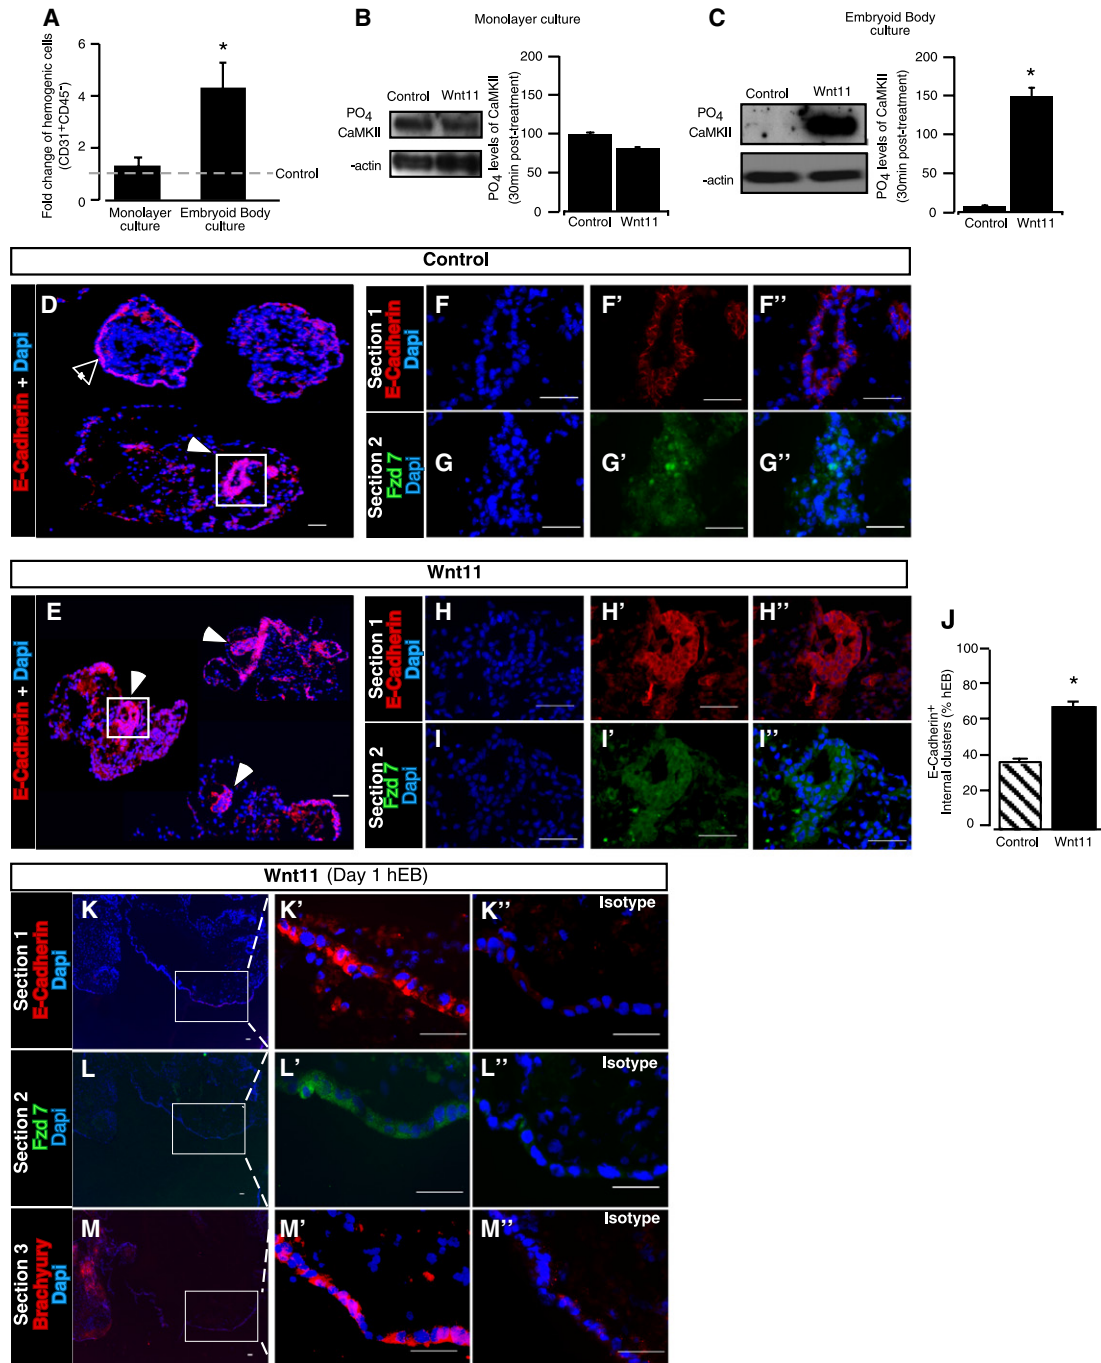 A
Fold change of hemogenic cells
(CD31+CD45-)
6
4
2
0
Control
Monolayer
culture
Embryoid Body
culture
*
B
Monolayer culture
Control
Wnt11
PO4
CaMKII
-actin
PO4 levels of CaMKII
(30min post-treatment)
200
150
100
50
0
Control
Wnt11
C
Embryoid Body
culture
Control
Wnt11
PO4
CaMKII
-actin
PO4 levels of CaMKII
(30min post-treatment)
200
150
100
50
0
*
Control
Wnt11
Control
E-Cadherin + Dapi
D
Section 1
E-Cadherin
Dapi
F
F'
F''
Section 2
Fzd 7
Dapi
G
G'
G''
Wnt11
E-Cadherin + Dapi
E
Section 1
E-Cadherin
Dapi
H
H'
H''
Section 2
Fzd 7
Dapi
I
I'
I''
J
E-Cadherin+
Internal clusters (% hEB)
100
80
60
40
20
0
*
Control
Wnt11
Wnt11 (Day 1 hEB)
Section 1
E-Cadherin
Dapi
K
K'
K''
Isotype
Section 2
Fzd 7
Dapi
L
L'
L''
Isotype
Section 3
Brachyury
Dapi
M
M'
M''
Isotype